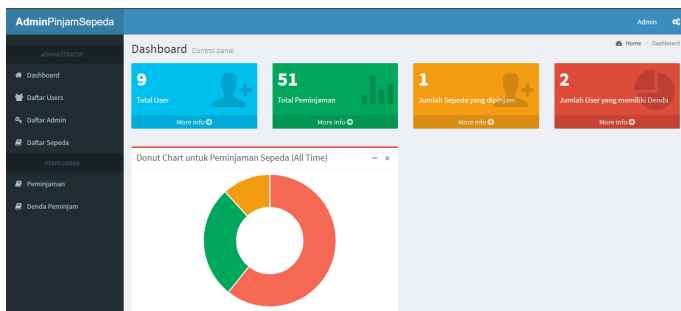 AdminPinjamSepeda
Admin
ADMINISTRATOR
Dashboard
Daftar Users
Daftar Admin
Daftar Sepeda
PEMINJAMAN
Peminjaman
Denda Peminjam
Dashboard Control panel
Home > Dashboard
9
Total User
More info
51
Total Peminjaman
More info
1
Jumlah Sepeda yang dipinjam
More info
2
Jumlah User yang memiliki Denda
More info
Donut Chart untuk Peminjaman Sepeda (All Time)